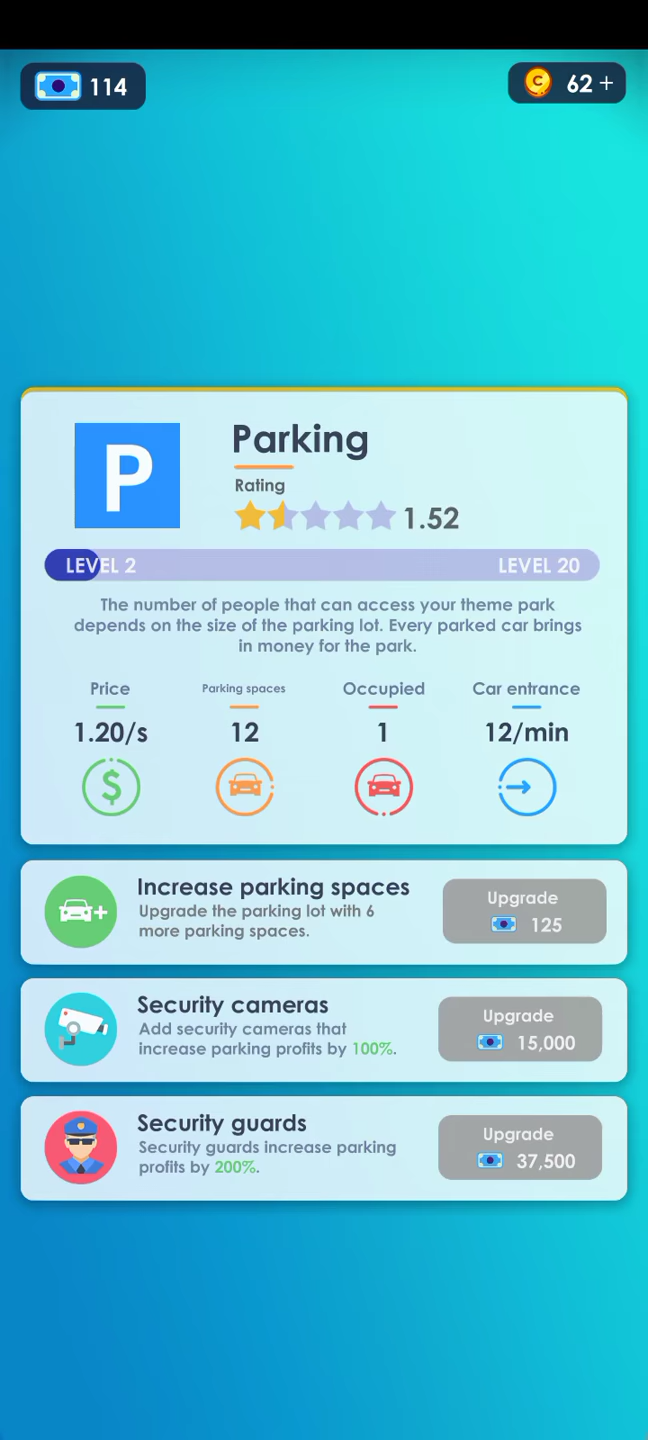 114
C
62 +
P
Parking
Rating
1.52
LEVEL 2
LEVEL 20
The number of people that can access your theme park
depends on the size of the parking lot. Every parked car brings
in money for the park.
Price
Parking spaces
Occupied
Car entrance
1.20/s
12
1
12/min
$
Increase parking spaces
Upgrade the parking lot with 6
more parking spaces.
Upgrade
125
Security cameras
Add security cameras that
increase parking profits by 100%.
Upgrade
15,000
Security guards
Security guards increase parking
profits by 200%.
Upgrade
37,500